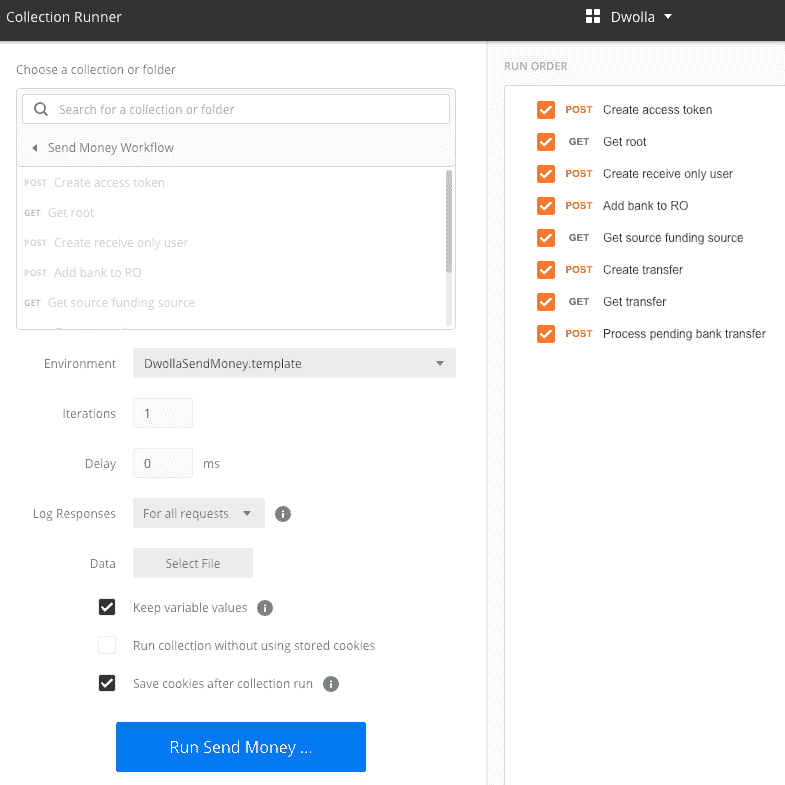 Collection Runner
Dwolla
Choose a collection or folder
Search for a collection or folder
Send Money Workflow
POST Create access token
GET Get root
POST Create receive only user
POST Add bank to RO
GET Get source funding source
Environment DwollaSendMoney.template
Iterations 1
Delay 0 ms
Log Responses For all requests
Data Select File
Keep variable values
Run collection without using stored cookies
Save cookies after collection run
Run Send Money ...
RUN ORDER
POST Create access token
GET Get root
POST Create receive only user
POST Add bank to RO
GET Get source funding source
POST Create transfer
GET Get transfer
POST Process pending bank transfer